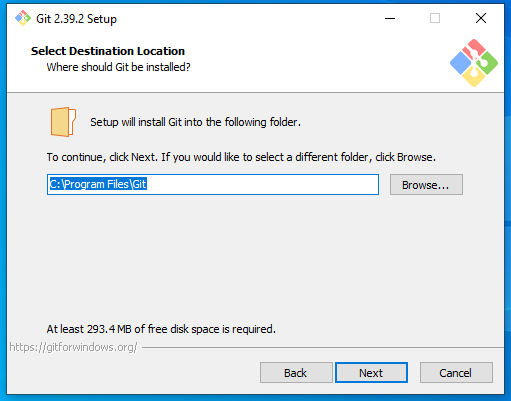 Git 2.39.2 Setup
Select Destination Location
Where should Git be installed?
Setup will install Git into the following folder.
To continue, click Next. If you would like to select a different folder, click Browse.
C:\Program Files\Git
Browse...
At least 293.4 MB of free disk space is required.
https://gitforwindows.org/
Back
Next
Cancel